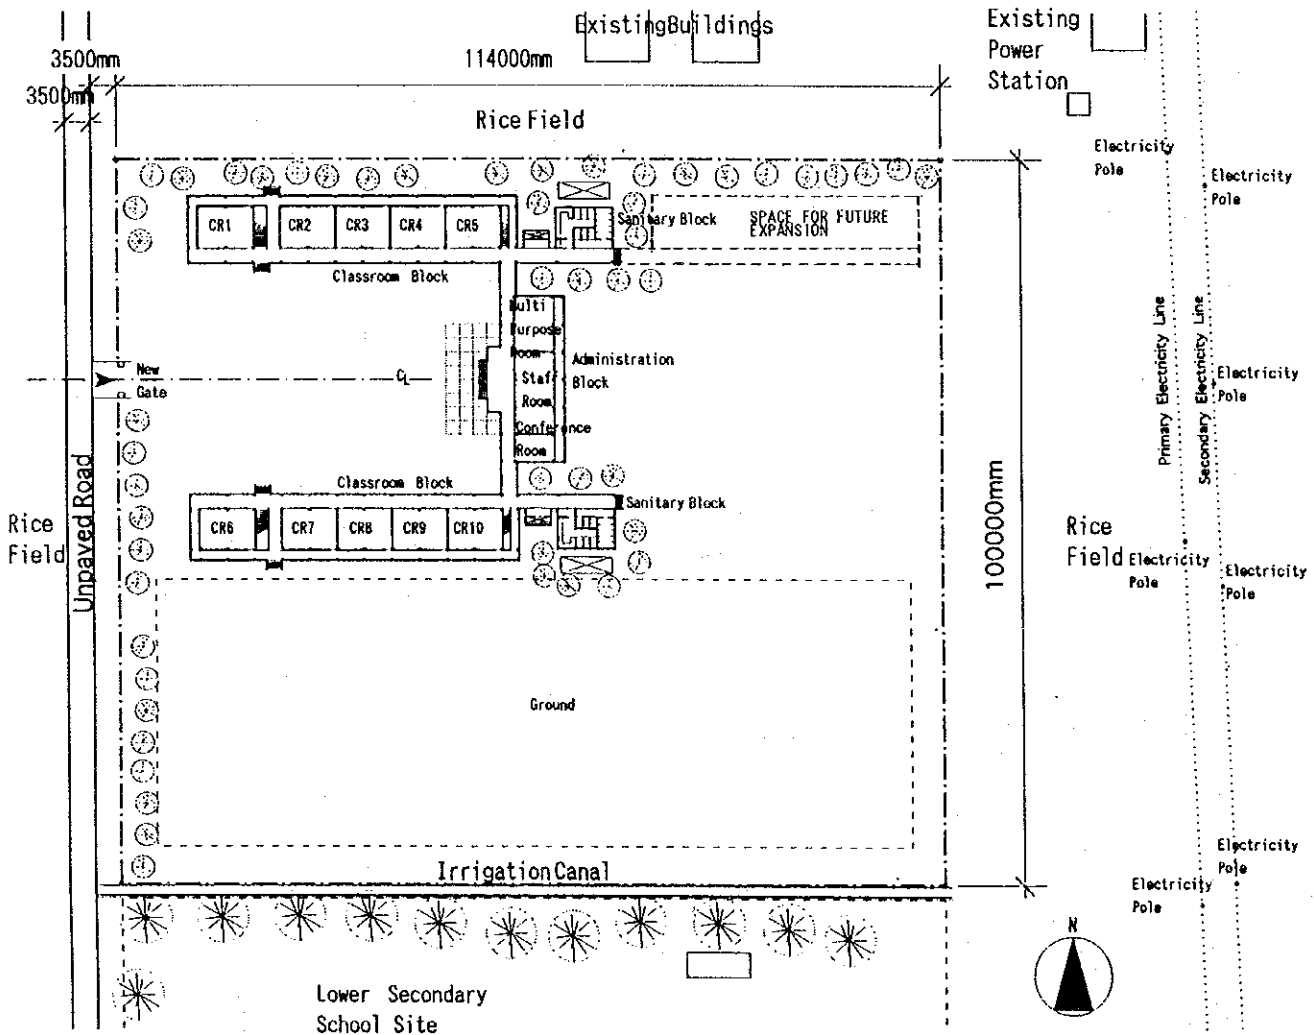 Existing Buildings
Existing
Power
Station
3500mm
114000mm
3500mm
Rice Field
Electricity
Pole
Electricity
Pole
CR1
CR2
CR3
CR4
CR5
Sanitary Block
SPACE FOR FUTURE
EXPANSION
Classroom Block
Multi
Purpose
Room
Administration
Block
New
Gate
CL
Staff
Room
Conference
Room
Primary Electricity Line
Secondary Electricity Line
Electricity
Pole
Classroom Block
Sanitary Block
CR6
CR7
CR8
CR9
CR10
Rice
Field
Unpaved Road
100000mm
Rice
Field
Electricity
Pole
Electricity
Pole
Ground
Irrigation Canal
Electricity
Pole
Electricity
Pole
N
Lower Secondary
School Site